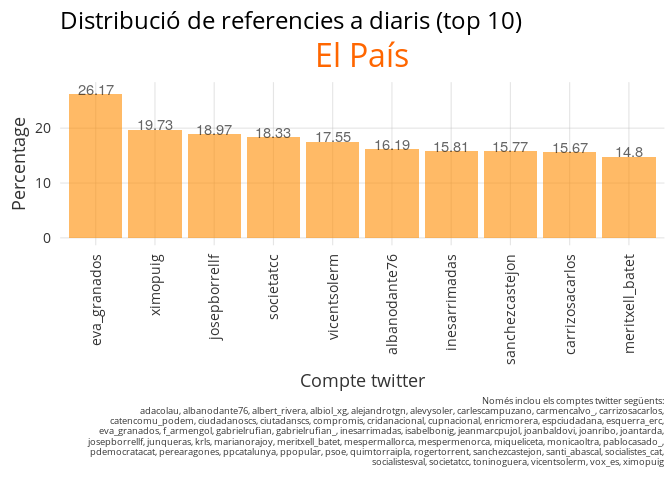 Distribució de referencies a diaris (top 10)
El País
Percentage
20
10
0
26.17
19.73
18.97
18.33
17.55
16.19
15.81
15.77
15.67
14.8
eva_granados
ximopuig
josepborrellf
societatcc
vicentsolerm
albanodante76
inesarrimadas
sanchezcastejon
carrizosacarlos
meritxell_batet
Compte twitter
Només inclou els comptes twitter següents:
adacolau, albanodante76, albert_rivera, albiol_xg, alejandrotgn, alevysoler, carlescampuzano, carmencalvo_, carrizosacarlos,
catencomu_podem, ciudadanoscs, ciutadanscs, compromis, cridanacional, cupnacional, enricmorera, espciudadana, esquerra_erc,
eva_granados, f_armengol, gabrielrufian, gabrielrufian_, inesarrimadas, isabelbonig, jeanmarcpujol, joanbaldovi, joanribo, joantarda,
josepborrellf, junqueras, krls, marianorajoy, meritxell_batet, mespermallorca, mespermenorca, miqueliceta, monicaoltra, pablocasado_,
pdemocratacat, perearagones, ppcatalunya, ppopular, psoe, quimtorraipla, rogertorrent, sanchezcastejon, santi_abascal, socialistes_cat,
socialistesval, societatcc, toninoguera, vicentsolerm, vox_es, ximopuig